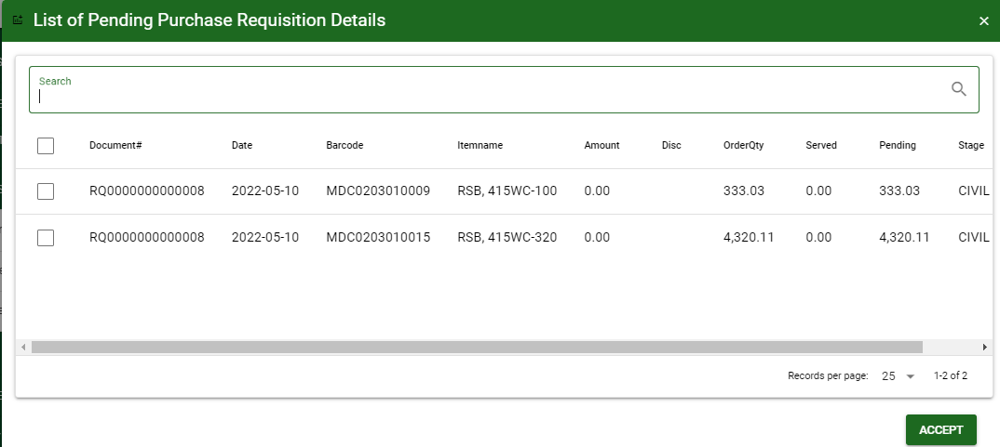 List of Pending Purchase Requisition Details
Search
Document# Date Barcode Itemname Amount Disc OrderQty Served Pending Stage
RQ0000000000008 2022-05-10 MDC0203010009 RSB, 415WC-100 0.00 333.03 0.00 333.03 CIVIL
RQ0000000000008 2022-05-10 MDC0203010015 RSB, 415WC-320 0.00 4,320.11 0.00 4,320.11 CIVIL
Records per page: 25 1-2 of 2
ACCEPT